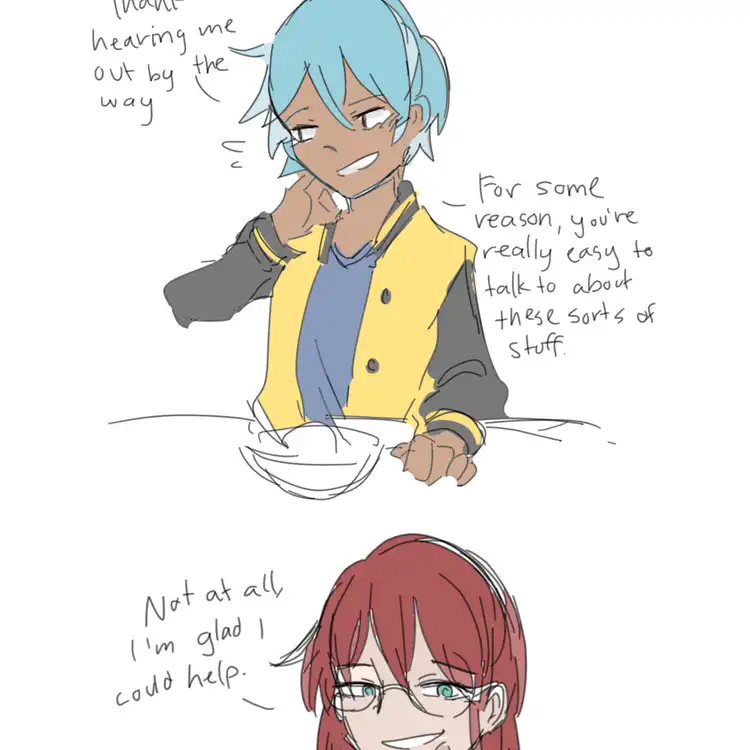 hearing me
out by the
way
For some
reason, you're
really easy to
talk to about
these sorts of
stuff.
Not at all,
I'm glad I
could help.